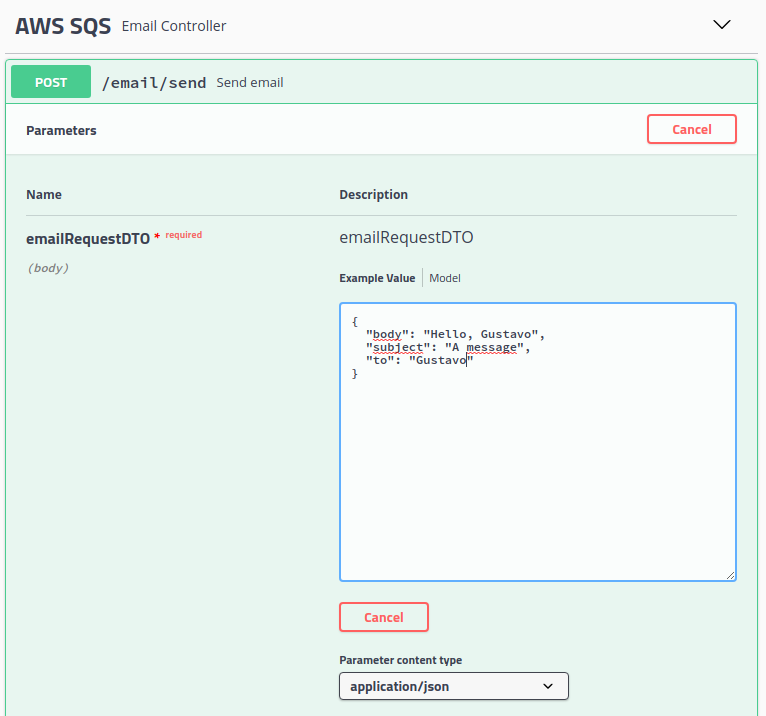 AWS SQS Email Controller
POST /email/send Send email
Parameters Cancel
Name Description
emailRequestDTO * required emailRequestDTO
(body)
Example Value Model
{
"body": "Hello, Gustavo",
"subject": "A message",
"to": "Gustavo"
}
Cancel
Parameter content type
application/json